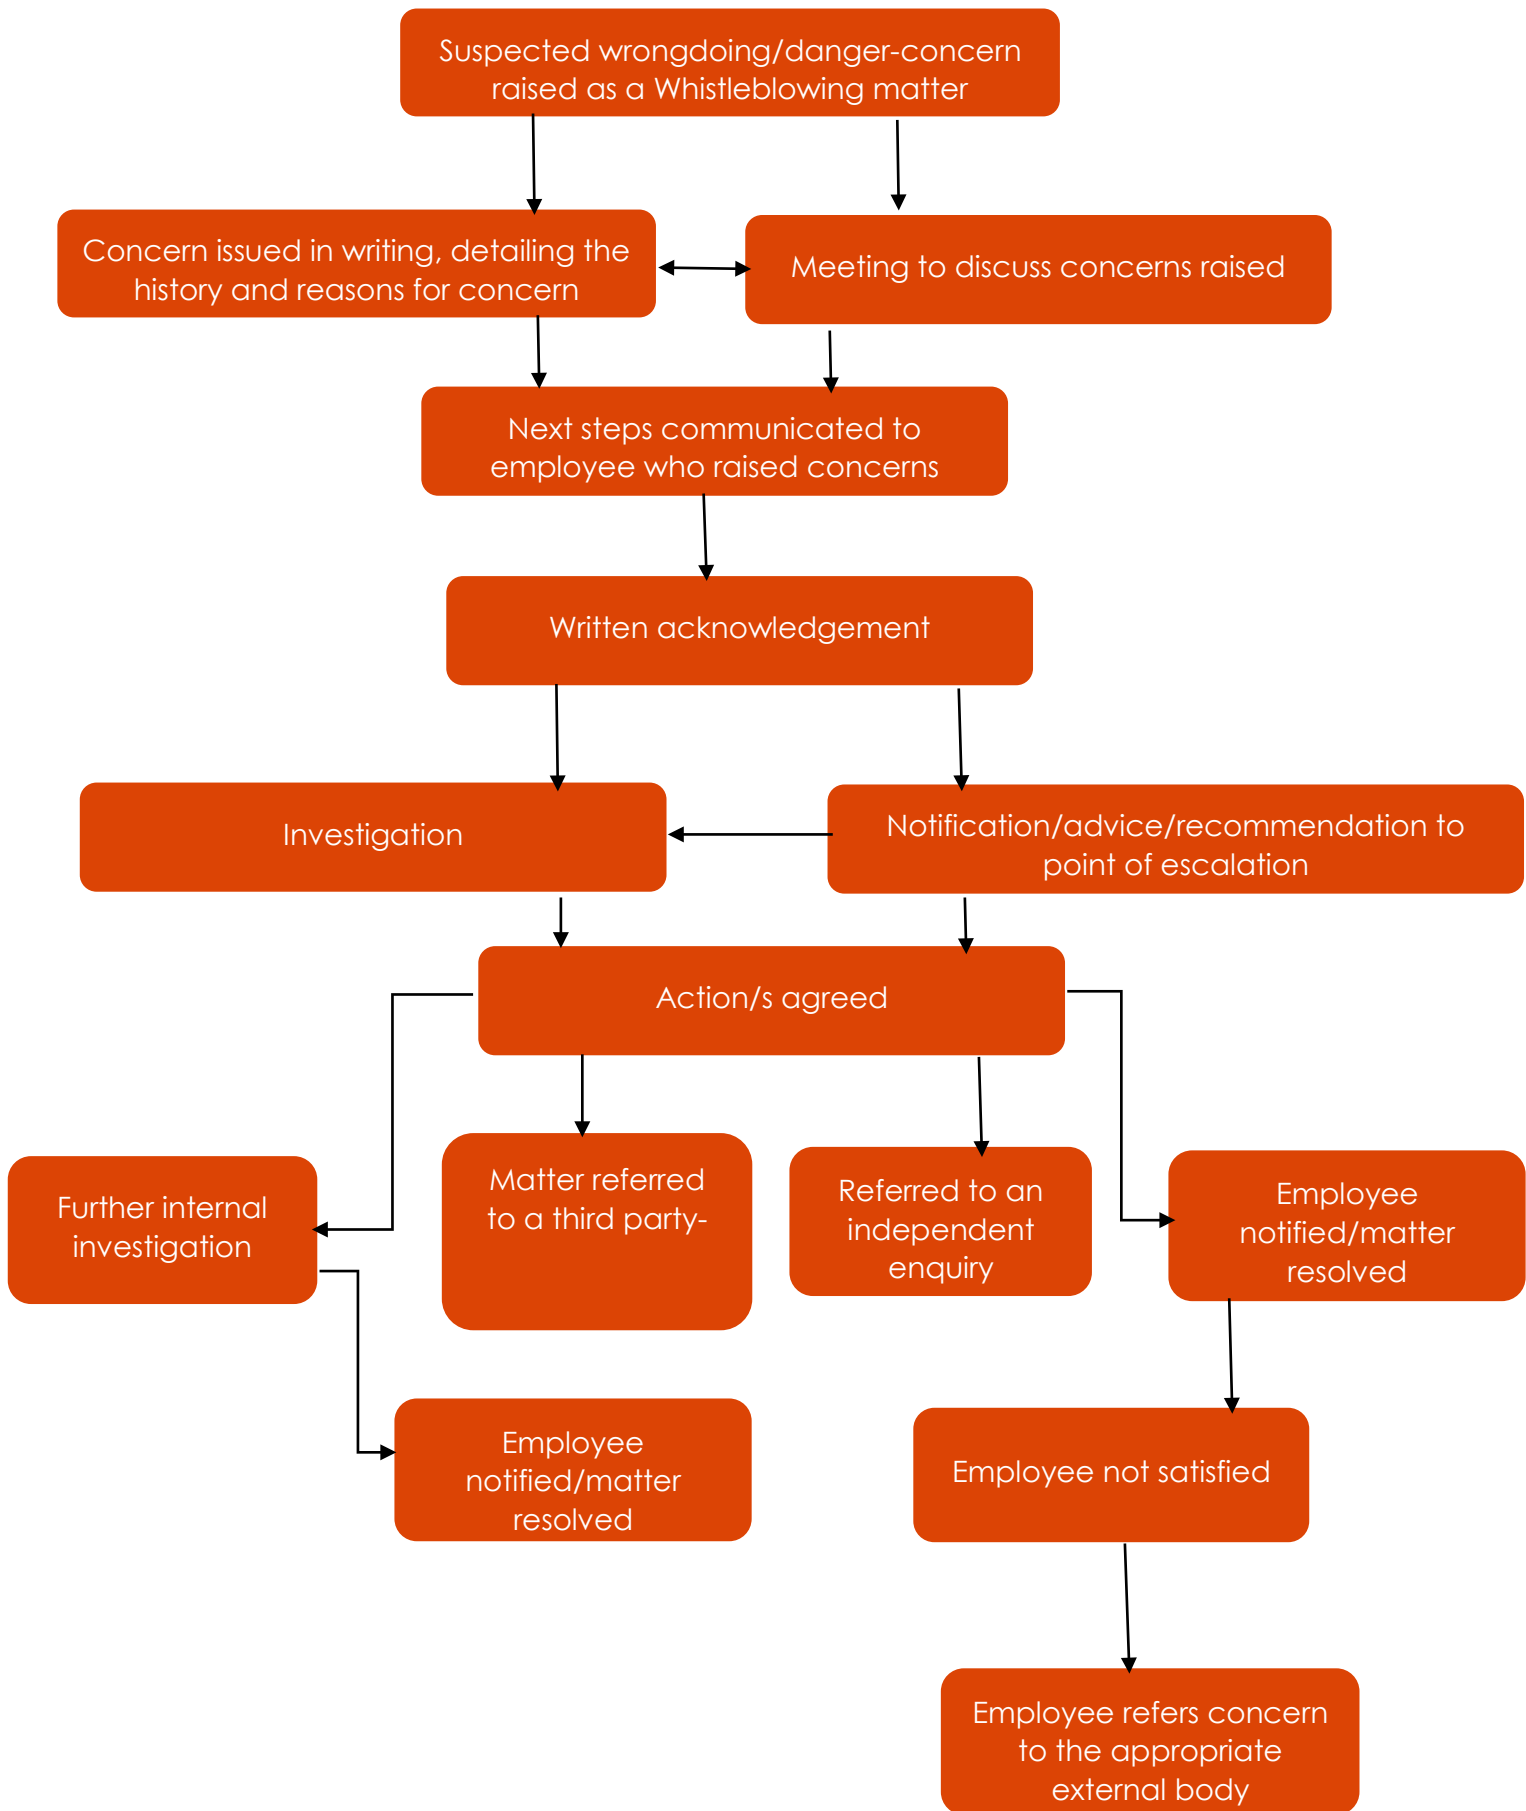 Suspected wrongdoing/danger-concern
raised as a Whistleblowing matter
Concern issued in writing, detailing the
history and reasons for concern
Meeting to discuss concerns raised
Next steps communicated to
employee who raised concerns
Written acknowledgement
Investigation
Notification/advice/recommendation to
point of escalation
Action/s agreed
Further internal
investigation
Matter referred
to a third party-
Referred to an
independent
enquiry
Employee
notified/matter
resolved
Employee
notified/matter
resolved
Employee not satisfied
Employee refers concern
to the appropriate
external body